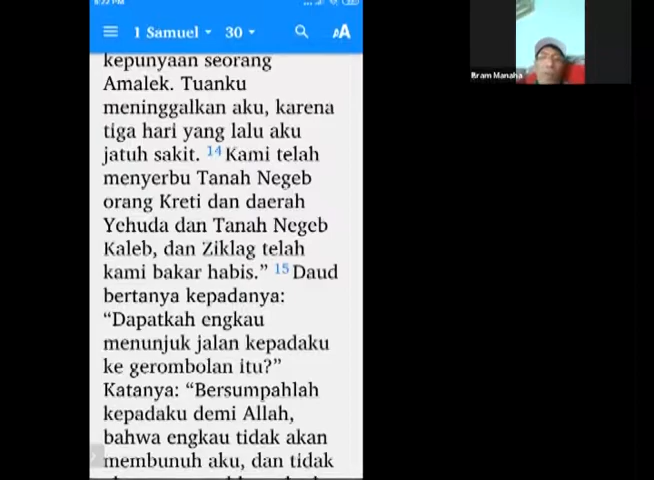 1 Samuel 30
kepunyaan seorang
Amalek. Tuanku
meninggalkan aku, karena
tiga hari yang lalu aku
jatuh sakit. 14 Kami telah
menyerbu Tanah Negeb
orang Kreti dan daerah
Yehuda dan Tanah Negeb
Kaleb, dan Ziklag telah
kami bakar habis.” 15 Daud
bertanya kepadanya:
“Dapatkah engkau
menunjuk jalan kepadaku
ke gerombolan itu?”
Katanya: “Bersumpahlah
kepadaku demi Allah,
bahwa engkau tidak akan
membunuh aku, dan tidak
Bram Manaha